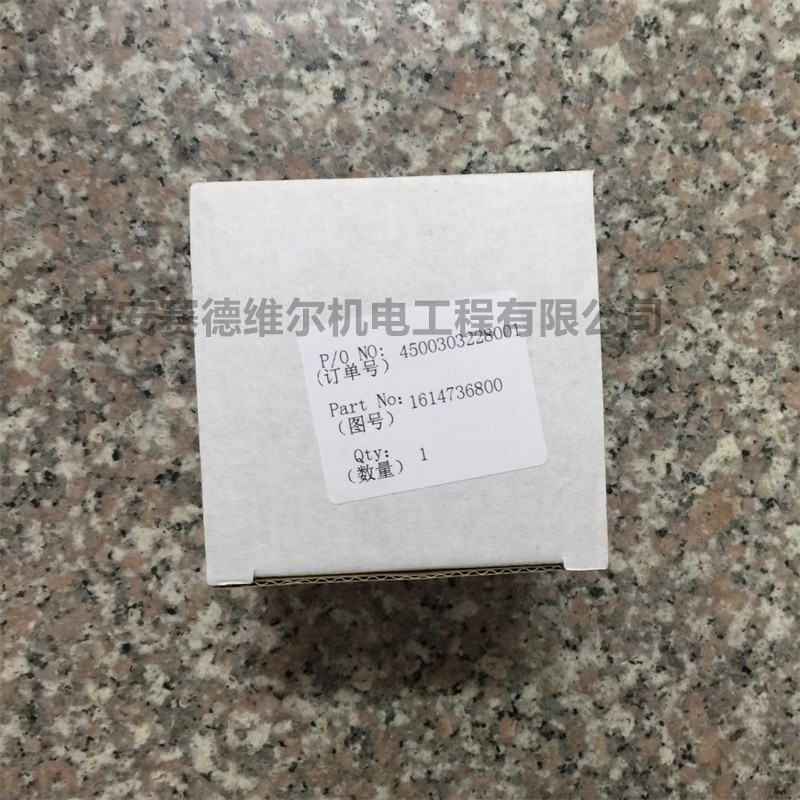 西安赛德维尔机电工程有限公司
P/O NO: 4500303228001
(订单号)
Part No: 1614736800
(图号)
Qty: 1
(数量)